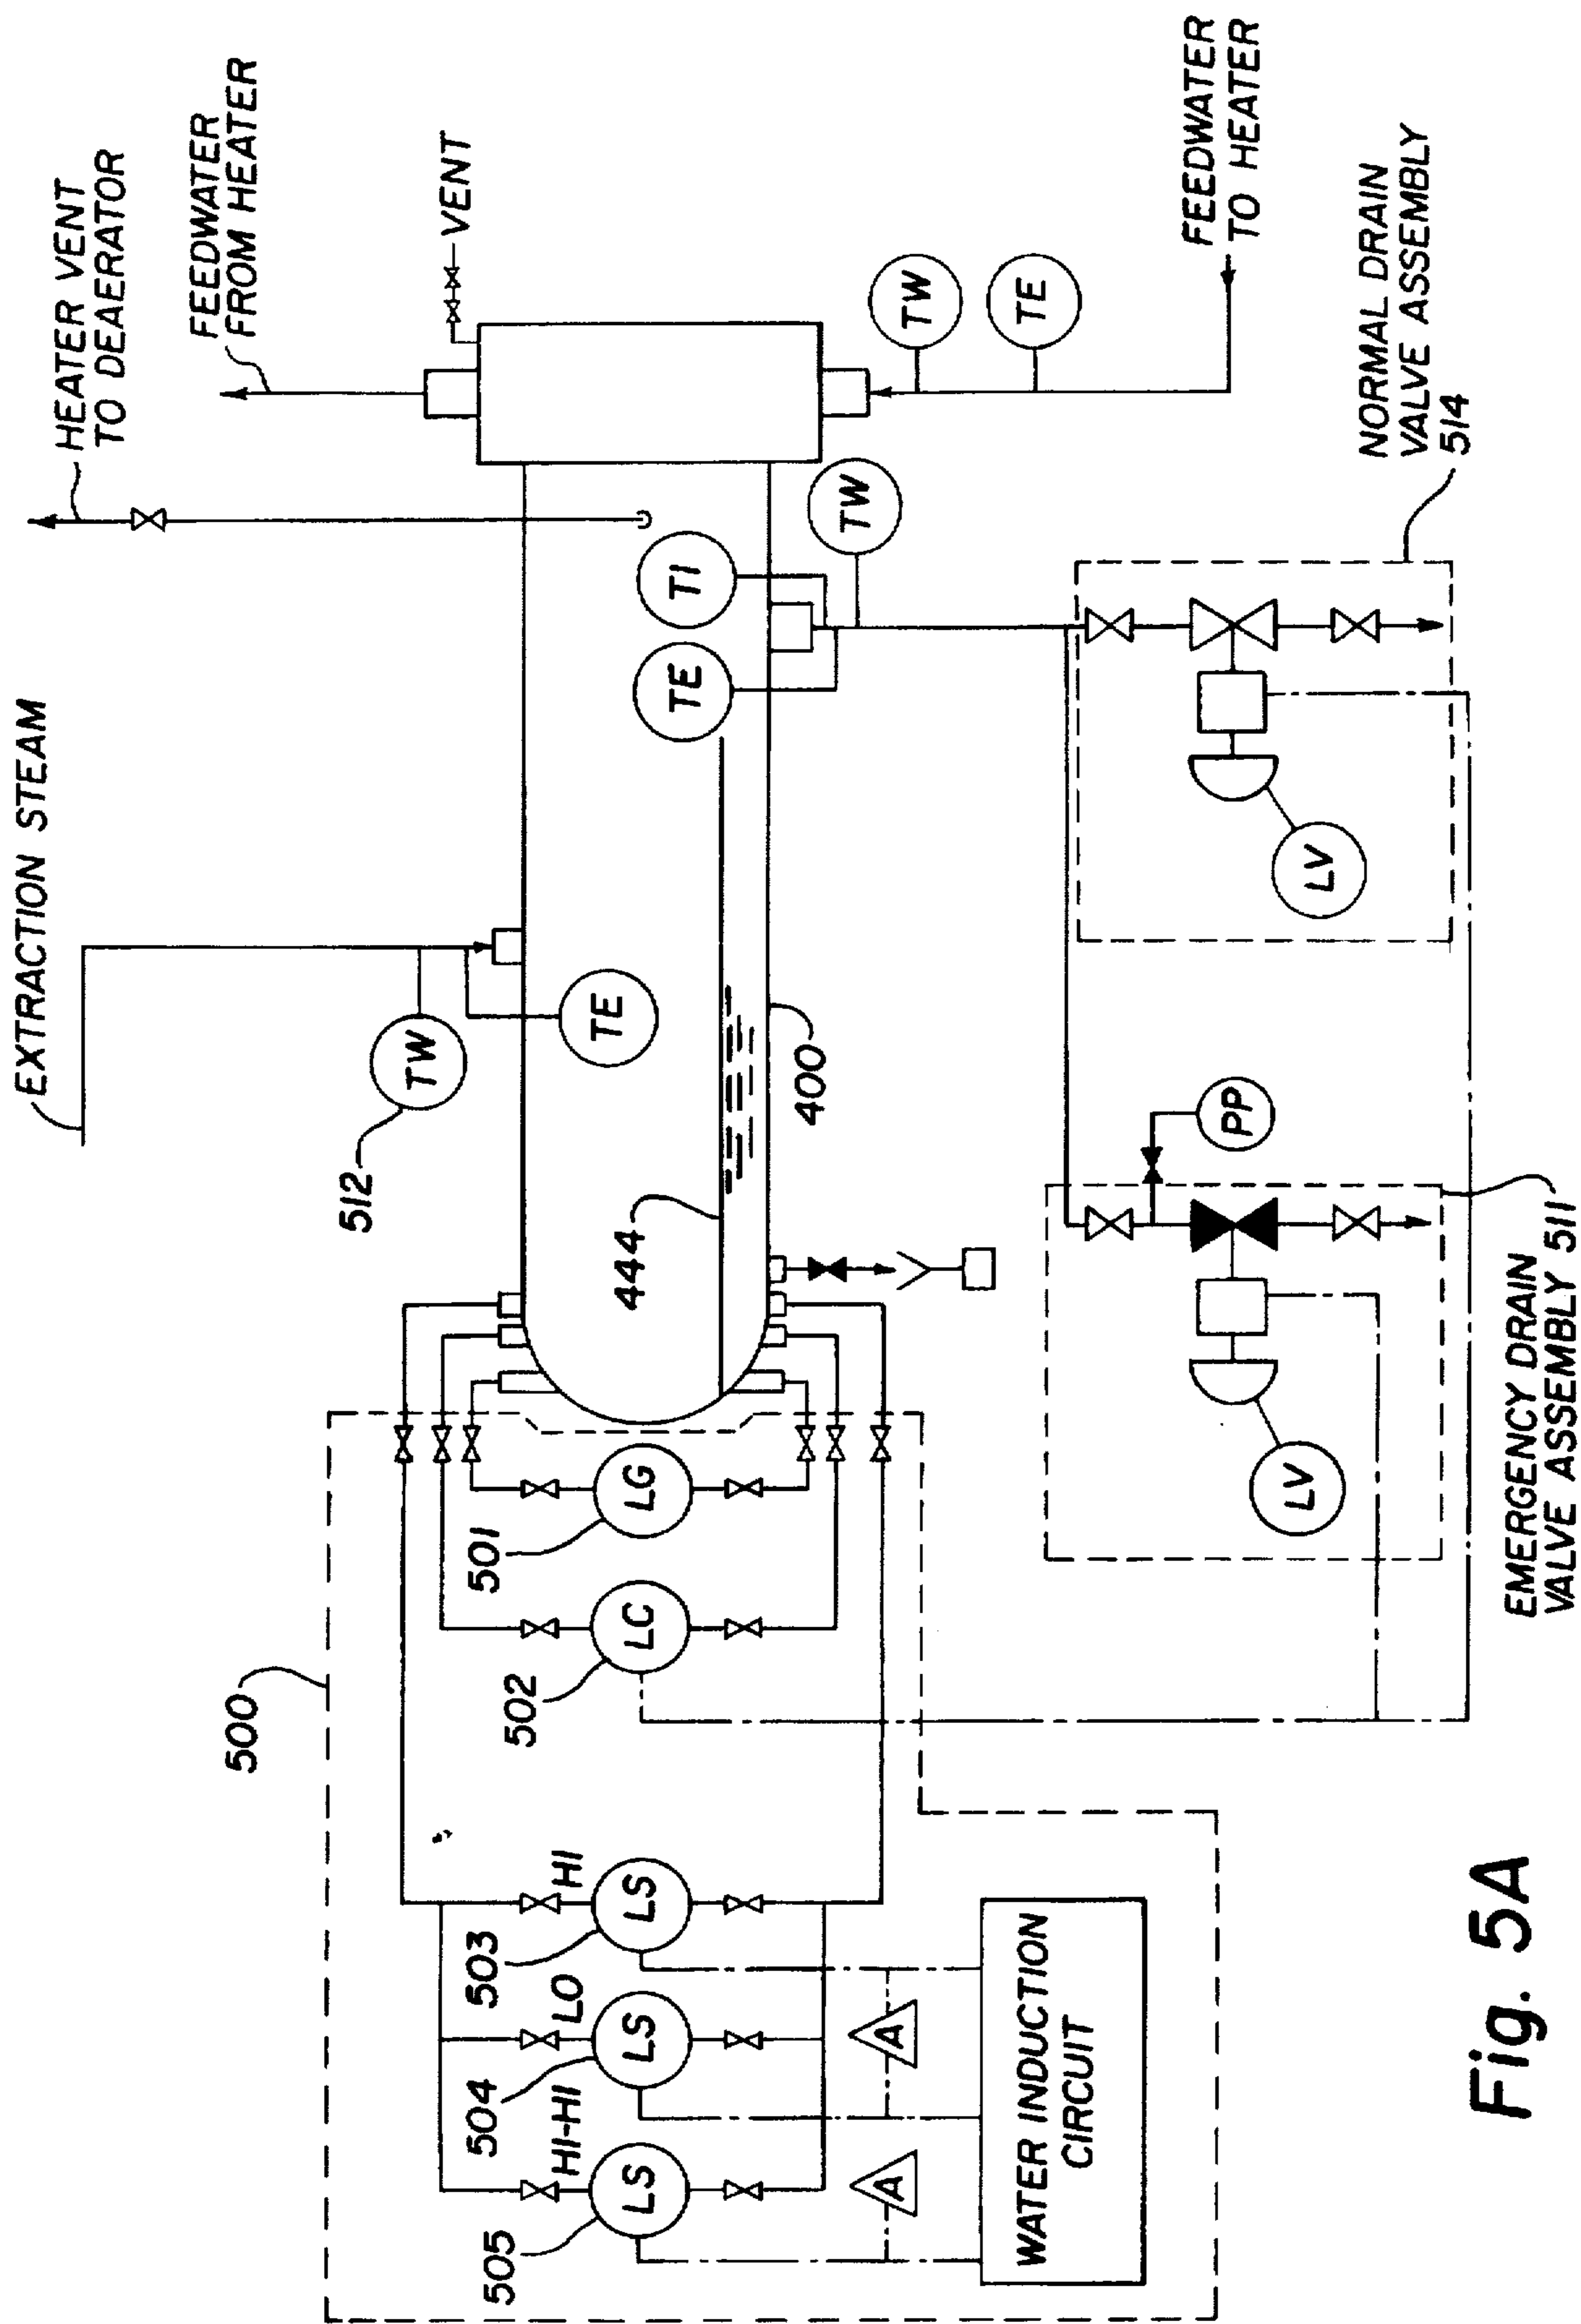 EXTRACTION STEAM
HEATER VENT
TO DEAERATOR
FEEDWATER
FROM HEATER
VENT
500
505
HI-HI
LS
504
LO
LS
503
HI
LS
502
LC
501
LG
512
TW
TE
444
400
TE
TI
TW
TW
TE
FEEDWATER
TO HEATER
A
A
WATER INDUCTION
CIRCUIT
LV
PP
LV
EMERGENCY DRAIN
VALVE ASSEMBLY 511
NORMAL DRAIN
VALVE ASSEMBLY
514
Fig. 5A